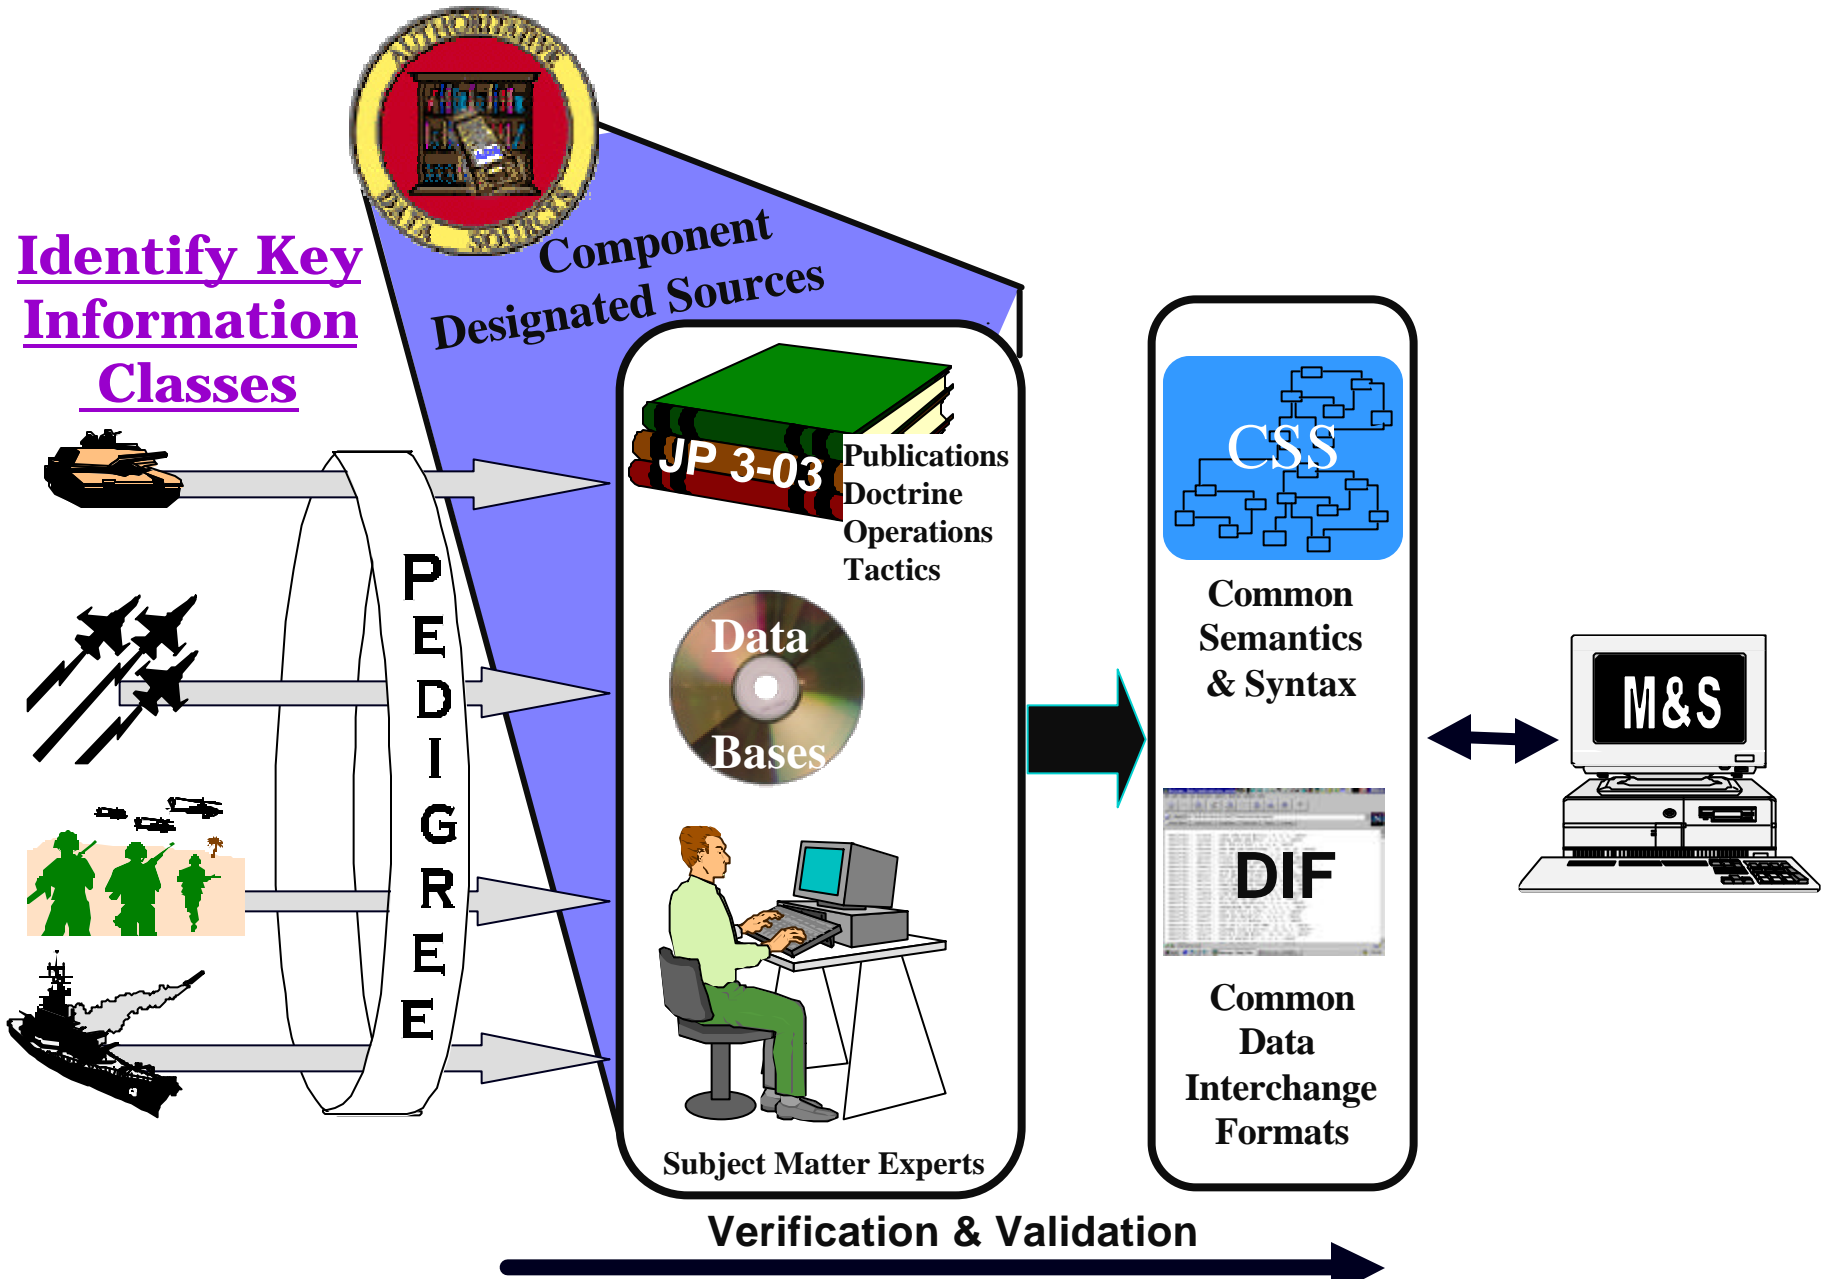 AUTHORITATIVE
DATA SOURCES
Component
Designated Sources
Identify Key
Information
Classes
PEDIGREE
JP 3-03
Publications
Doctrine
Operations
Tactics
Data
Bases
Subject Matter Experts
CSS
Common
Semantics
& Syntax
DIF
Common
Data
Interchange
Formats
M&S
Verification & Validation